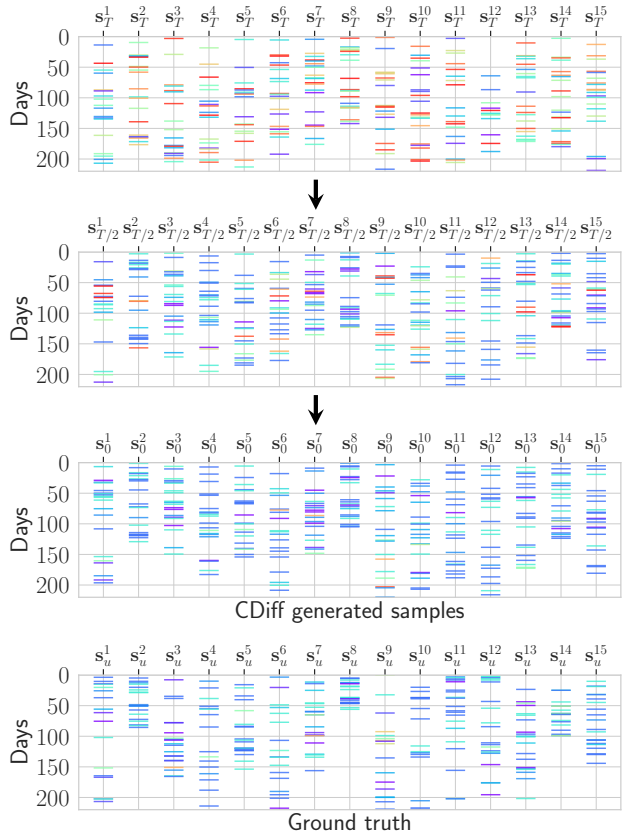 s_T^1 s_T^2 s_T^3 s_T^4 s_T^5 s_T^6 s_T^7 s_T^8 s_T^9 s_T^10 s_T^11 s_T^12 s_T^13 s_T^14 s_T^15
Days
0
50
100
150
200
s_{T/2}^1 s_{T/2}^2 s_{T/2}^3 s_{T/2}^4 s_{T/2}^5 s_{T/2}^6 s_{T/2}^7 s_{T/2}^8 s_{T/2}^9 s_{T/2}^10 s_{T/2}^11 s_{T/2}^12 s_{T/2}^13 s_{T/2}^14 s_{T/2}^15
Days
0
50
100
150
200
s_0^1 s_0^2 s_0^3 s_0^4 s_0^5 s_0^6 s_0^7 s_0^8 s_0^9 s_0^10 s_0^11 s_0^12 s_0^13 s_0^14 s_0^15
Days
0
50
100
150
200
CDiff generated samples
s_u^1 s_u^2 s_u^3 s_u^4 s_u^5 s_u^6 s_u^7 s_u^8 s_u^9 s_u^10 s_u^11 s_u^12 s_u^13 s_u^14 s_u^15
Days
0
50
100
150
200
Ground truth